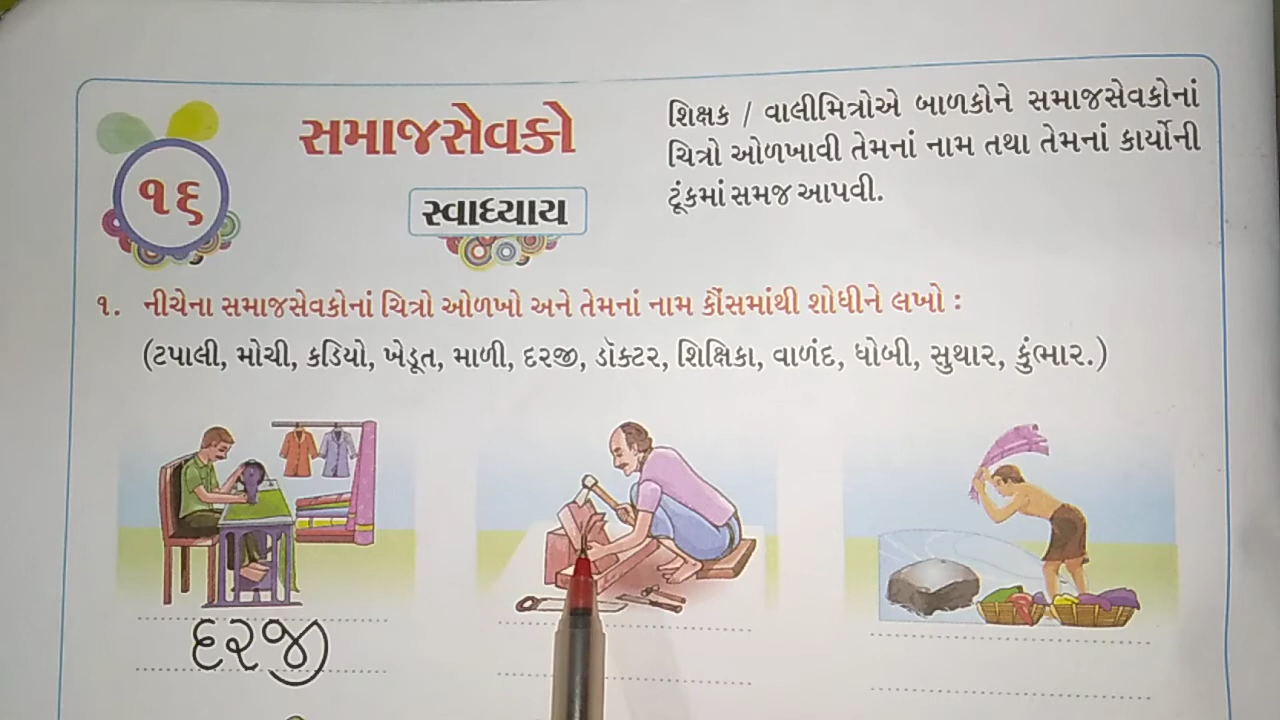 ૧૬
સમાજસેવકો
સ્વાધ્યાય
શિક્ષક / વાલીમિત્રોએ બાળકોને સમાજસેવકોનાં
ચિત્રો ઓળખાવી તેમનાં નામ તથા તેમનાં કાર્યોની
ટૂંકમાં સમજ આપવી.
૧. નીચેના સમાજસેવકોનાં ચિત્રો ઓળખો અને તેમનાં નામ કૌંસમાંથી શોધીને લખો :
(ટપાલી, મોચી, કડિયો, ખેડૂત, માળી, દરજી, ડૉક્ટર, શિક્ષિકા, વાળંદ, ધોબી, સુથાર, કુંભાર.)
દરજી